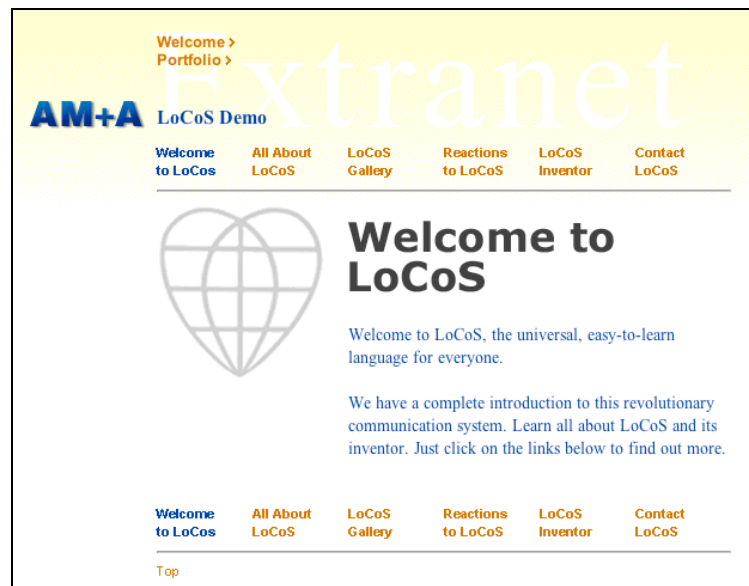 Extranet
Welcome >
Portfolio >
AM+A LoCoS Demo
Welcome All About LoCoS Reactions LoCoS Contact
to LoCos LoCoS Gallery to LoCoS Inventor LoCoS
Welcome to
LoCoS
Welcome to LoCoS, the universal, easy-to-learn
language for everyone.
We have a complete introduction to this revolutionary
communication system. Learn all about LoCoS and its
inventor. Just click on the links below to find out more.
Welcome All About LoCoS Reactions LoCoS Contact
to LoCos LoCoS Gallery to LoCoS Inventor LoCoS
Top